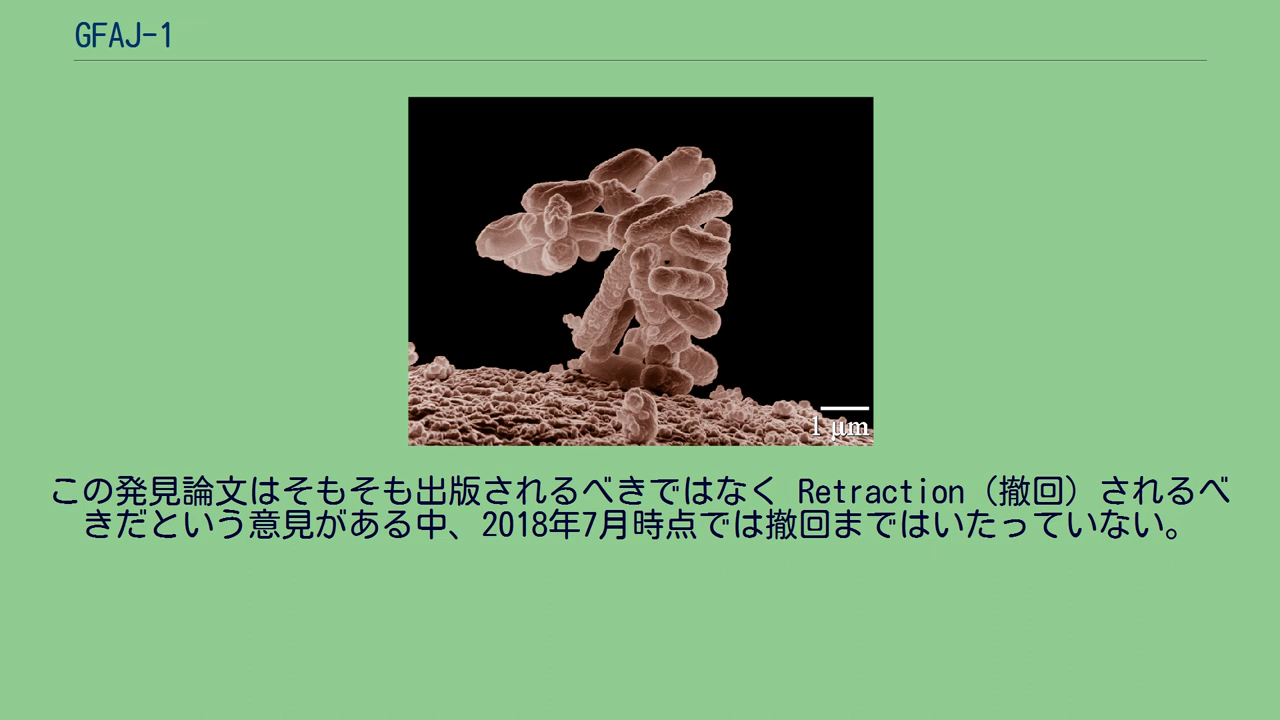 GFAJ-1
1 µm
この発見論文はそもそも出版されるべきではなく Retraction（撤回）されるべ
きだという意見がある中、2018年7月時点では撤回まではいたっていない。